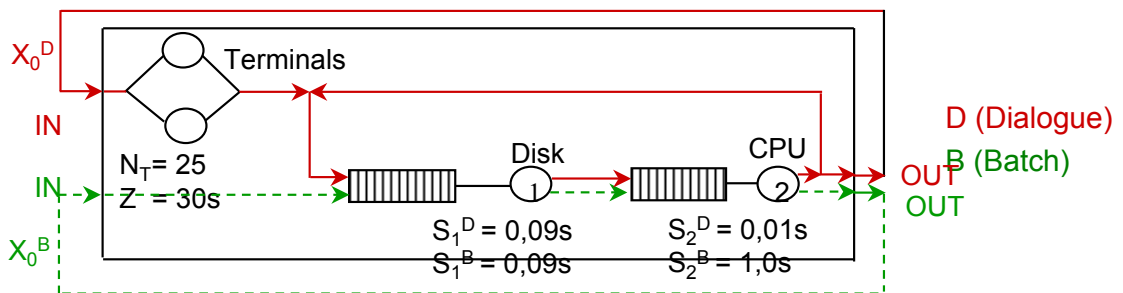 X₀ᴰ
Terminals
IN
N_T= 25
Z = 30s
IN
X₀ᴮ
Disk
1
S₁ᴰ = 0,09s
S₁ᴮ = 0,09s
CPU
2
S₂ᴰ = 0,01s
S₂ᴮ = 1,0s
D (Dialogue)
B (Batch)
OUT
OUT